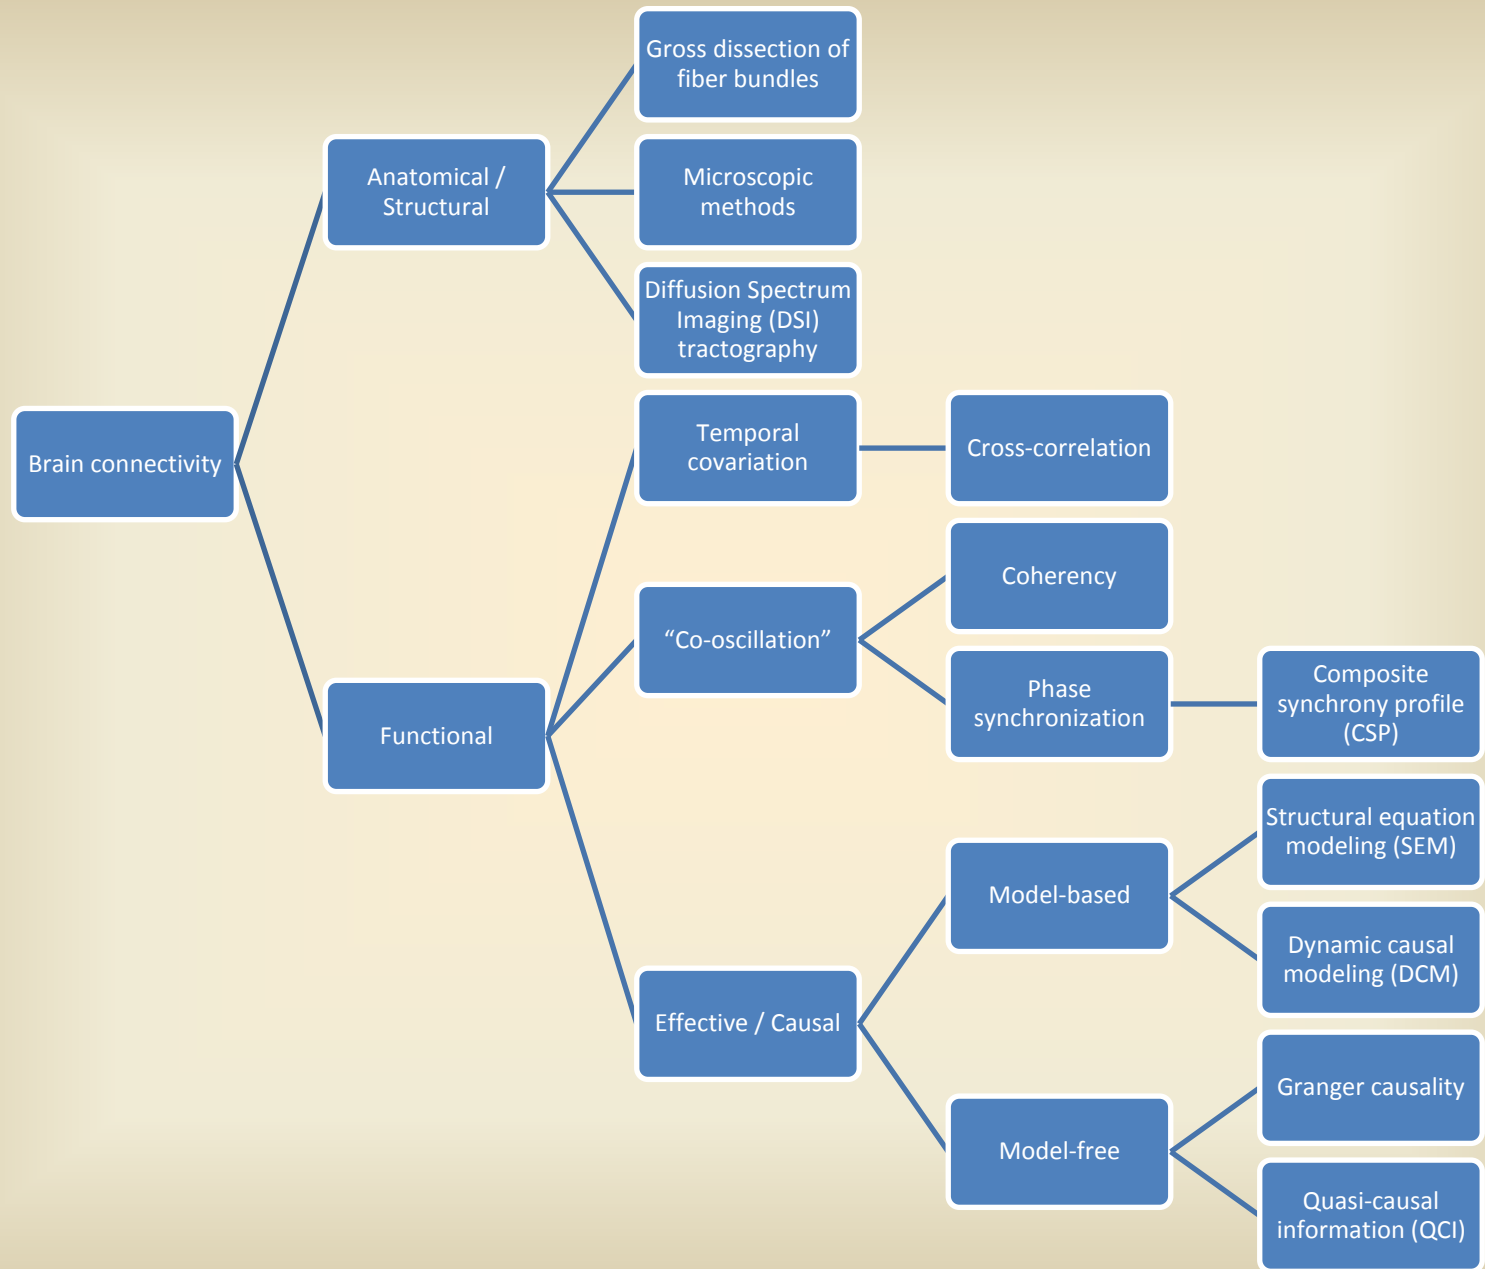 Gross dissection of
fiber bundles
Anatomical /
Structural
Microscopic
methods
Diffusion Spectrum
Imaging (DSI)
tractography
Brain connectivity
Temporal
covariation
Cross-correlation
Coherency
“Co-oscillation”
Functional
Phase
synchronization
Composite
synchrony profile
(CSP)
Structural equation
modeling (SEM)
Model-based
Dynamic causal
modeling (DCM)
Effective / Causal
Granger causality
Model-free
Quasi-causal
information (QCI)